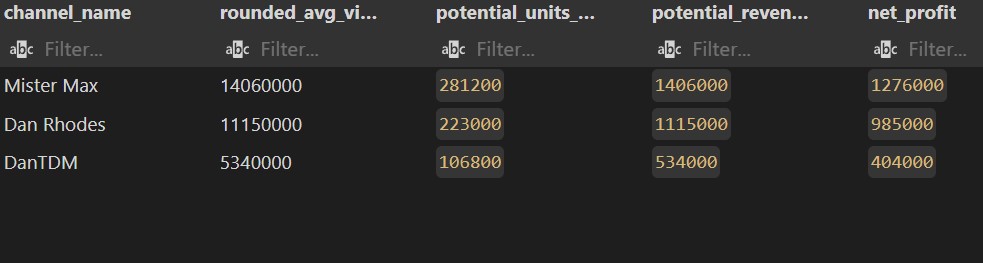 channel_name rounded_avg_vi... potential_units_... potential_reven... net_profit
abc Filter... abc Filter... abc Filter... abc Filter... abc Filter...
Mister Max 14060000 281200 1406000 1276000
Dan Rhodes 11150000 223000 1115000 985000
DanTDM 5340000 106800 534000 404000